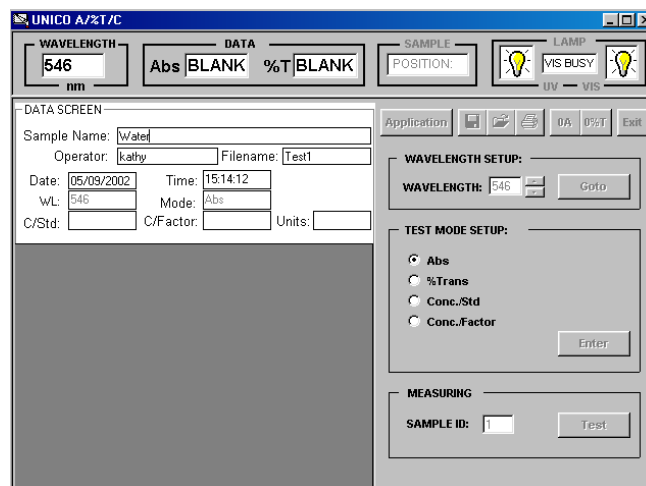 UNICO A/%T/C
WAVELENGTH DATA SAMPLE LAMP
546 Abs BLANK %T BLANK POSITION: VIS BUSY
nm UV VIS
DATA SCREEN
Sample Name: Water
Operator: kathy Filename: Test1
Date: 05/09/2002 Time: 15:14:12
WL: 546 Mode: Abs
C/Std: C/Factor: Units:
Application 0A 0%T Exit
WAVELENGTH SETUP:
WAVELENGTH: 546 Goto
TEST MODE SETUP:
Abs
%Trans
Conc./Std
Conc./Factor
Enter
MEASURING
SAMPLE ID: 1 Test